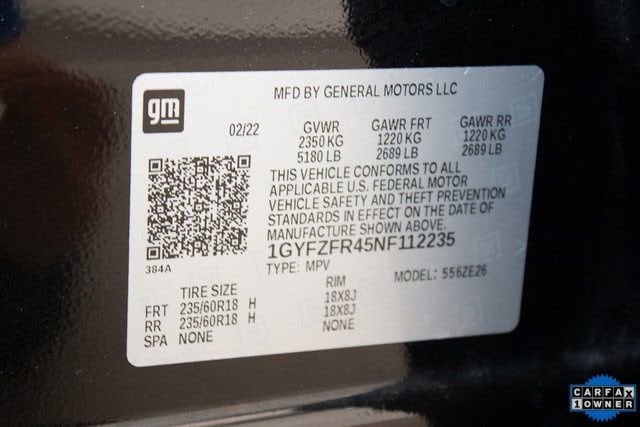 gm
MFD BY GENERAL MOTORS LLC
02/22
GVWR GAWR FRT GAWR RR
2350 KG 1220 KG 1220 KG
5180 LB 2689 LB 2689 LB
THIS VEHICLE CONFORMS TO ALL
APPLICABLE U.S. FEDERAL MOTOR
VEHICLE SAFETY AND THEFT PREVENTION
STANDARDS IN EFFECT ON THE DATE OF
MANUFACTURE SHOWN ABOVE.
1GYFZFR45NF112235
384A
TYPE: MPV MODEL: 556ZE26
TIRE SIZE RIM
FRT 235/60R18 H 18X8J
RR 235/60R18 H 18X8J
SPA NONE NONE
CARFAX
1 OWNER